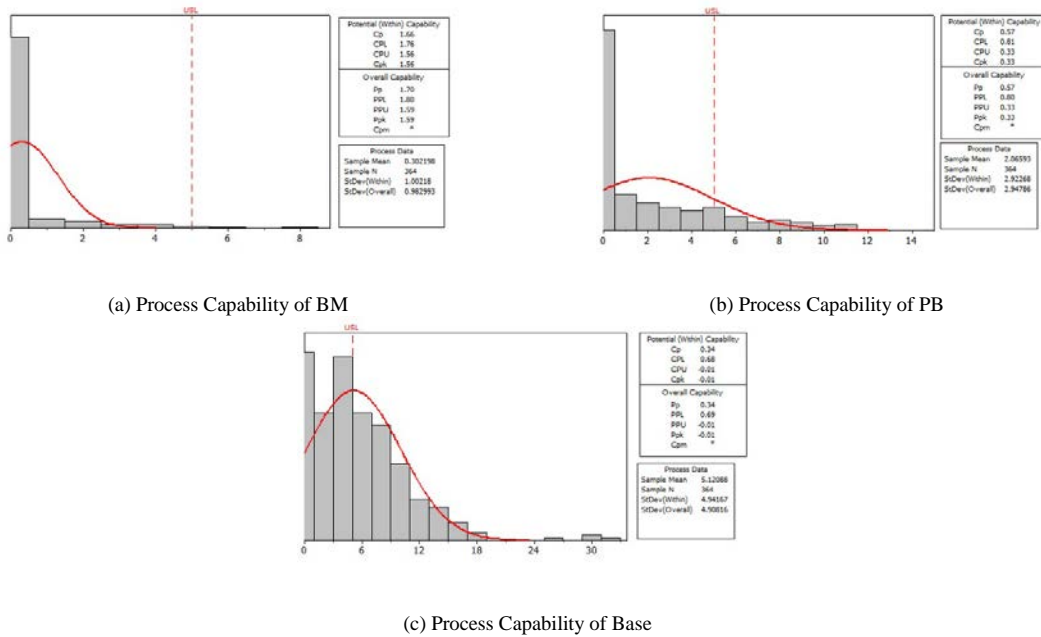 USL
Potential (Within) Capability
Cp 1.66
CPL 1.76
CPU 1.56
Cpk 1.56
Overall Capability
Pp 1.70
PPL 1.80
PPU 1.59
Ppk 1.59
Cpm *
Process Data
Sample Mean 0.302198
Sample N 364
StDev(Within) 1.00218
StDev(Overall) 0.982993
0 2 4 6 8
(a) Process Capability of BM
USL
Potential (Within) Capability
Cp 0.57
CPL 0.81
CPU 0.33
Cpk 0.33
Overall Capability
Pp 0.57
PPL 0.80
PPU 0.33
Ppk 0.33
Cpm *
Process Data
Sample Mean 2.06593
Sample N 364
StDev(Within) 2.92268
StDev(Overall) 2.94786
0 2 4 6 8 10 12 14
(b) Process Capability of PB
USL
Potential (Within) Capability
Cp 0.34
CPL 0.68
CPU -0.01
Cpk -0.01
Overall Capability
Pp 0.34
PPL 0.69
PPU -0.01
Ppk -0.01
Cpm *
Process Data
Sample Mean 5.12088
Sample N 364
StDev(Within) 4.94167
StDev(Overall) 4.90816
0 6 12 18 24 30
(c) Process Capability of Base